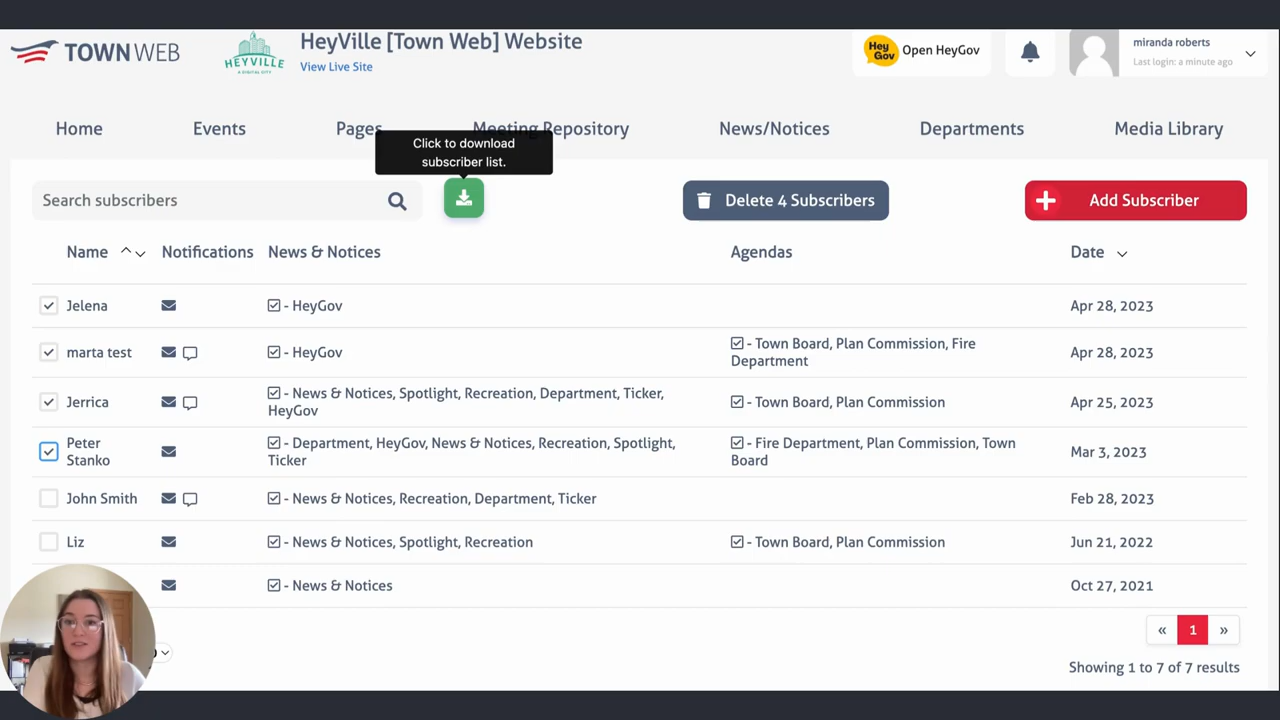 TOWN WEB
HEYVILLE
A DIGITAL CITY
HeyVille [Town Web] Website
View Live Site
Hey
Gov
Open HeyGov
miranda roberts
Last login: a minute ago
Home
Events
Pages
Meeting Repository
News/Notices
Departments
Media Library
Click to download
subscriber list.
Search subscribers
Delete 4 Subscribers
Add Subscriber
Name
Notifications
News & Notices
Agendas
Date
Jelena
- HeyGov
Apr 28, 2023
marta test
- HeyGov
- Town Board, Plan Commission, Fire
Department
Apr 28, 2023
Jerrica
- News & Notices, Spotlight, Recreation, Department, Ticker,
HeyGov
- Town Board, Plan Commission
Apr 25, 2023
Peter
Stanko
- Department, HeyGov, News & Notices, Recreation, Spotlight,
Ticker
- Fire Department, Plan Commission, Town
Board
Mar 3, 2023
John Smith
- News & Notices, Recreation, Department, Ticker
Feb 28, 2023
Liz
- News & Notices, Spotlight, Recreation
- Town Board, Plan Commission
Jun 21, 2022
- News & Notices
Oct 27, 2021
« 1 »
Showing 1 to 7 of 7 results